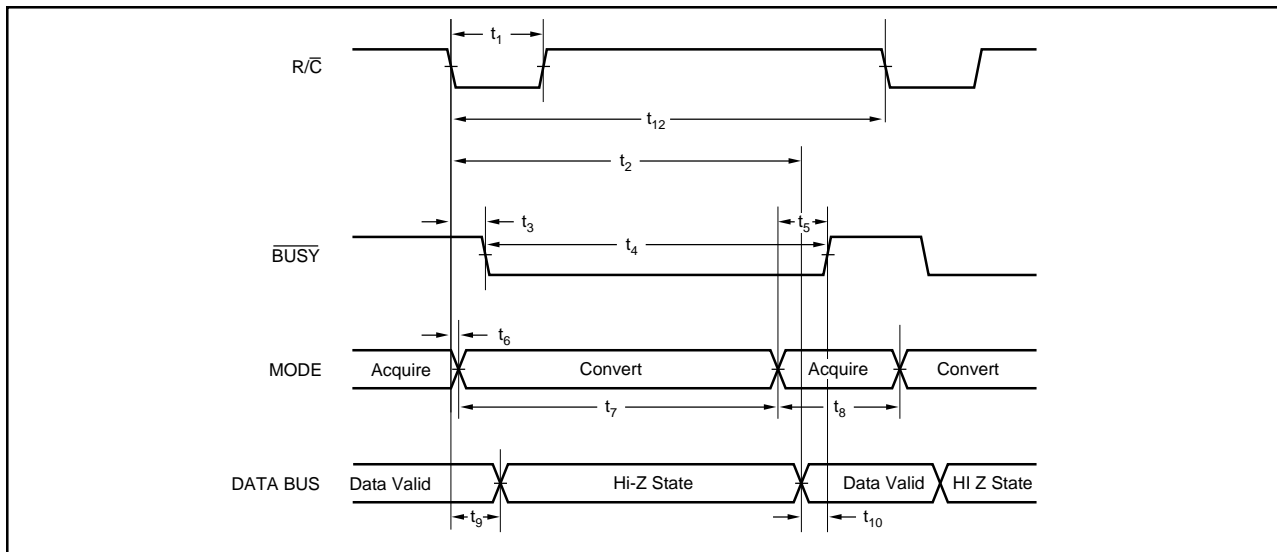 t1
R/C̅
t12
t2
t3
t5
B̅U̅S̅Y̅
t4
t6
MODE
Acquire
Convert
Acquire
Convert
t7
t8
DATA BUS
Data Valid
Hi-Z State
Data Valid
HI Z State
t9
t10